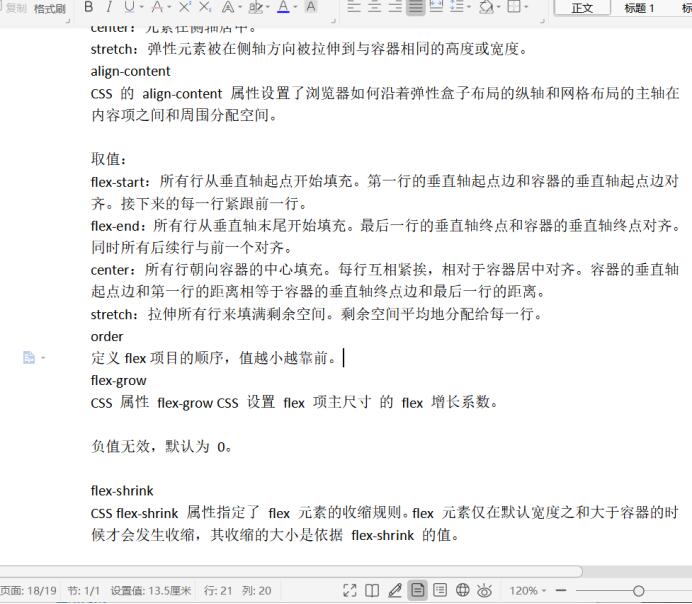 复制 格式刷 B I U A X² X₂ A A A 正文 标题 1
center：元素在侧轴居中。
stretch：弹性元素被在侧轴方向被拉伸到与容器相同的高度或宽度。
align-content
CSS 的 align-content 属性设置了浏览器如何沿着弹性盒子布局的纵轴和网格布局的主轴在
内容项之间和周围分配空间。
取值：
flex-start：所有行从垂直轴起点开始填充。第一行的垂直轴起点边和容器的垂直轴起点边对
齐。接下来的每一行紧跟前一行。
flex-end：所有行从垂直轴末尾开始填充。最后一行的垂直轴终点和容器的垂直轴终点对齐。
同时所有后续行与前一个对齐。
center：所有行朝向容器的中心填充。每行互相紧挨，相对于容器居中对齐。容器的垂直轴
起点边和第一行的距离相等于容器的垂直轴终点边和最后一行的距离。
stretch：拉伸所有行来填满剩余空间。剩余空间平均地分配给每一行。
order
定义 flex 项目的顺序，值越小越靠前。
flex-grow
CSS 属性 flex-grow CSS 设置 flex 项主尺寸 的 flex 增长系数。
负值无效，默认为 0。
flex-shrink
CSS flex-shrink 属性指定了 flex 元素的收缩规则。flex 元素仅在默认宽度之和大于容器的时
候才会发生收缩，其收缩的大小是依据 flex-shrink 的值。
页面: 18/19 节: 1/1 设置值: 13.5厘米 行: 21 列: 20 120%